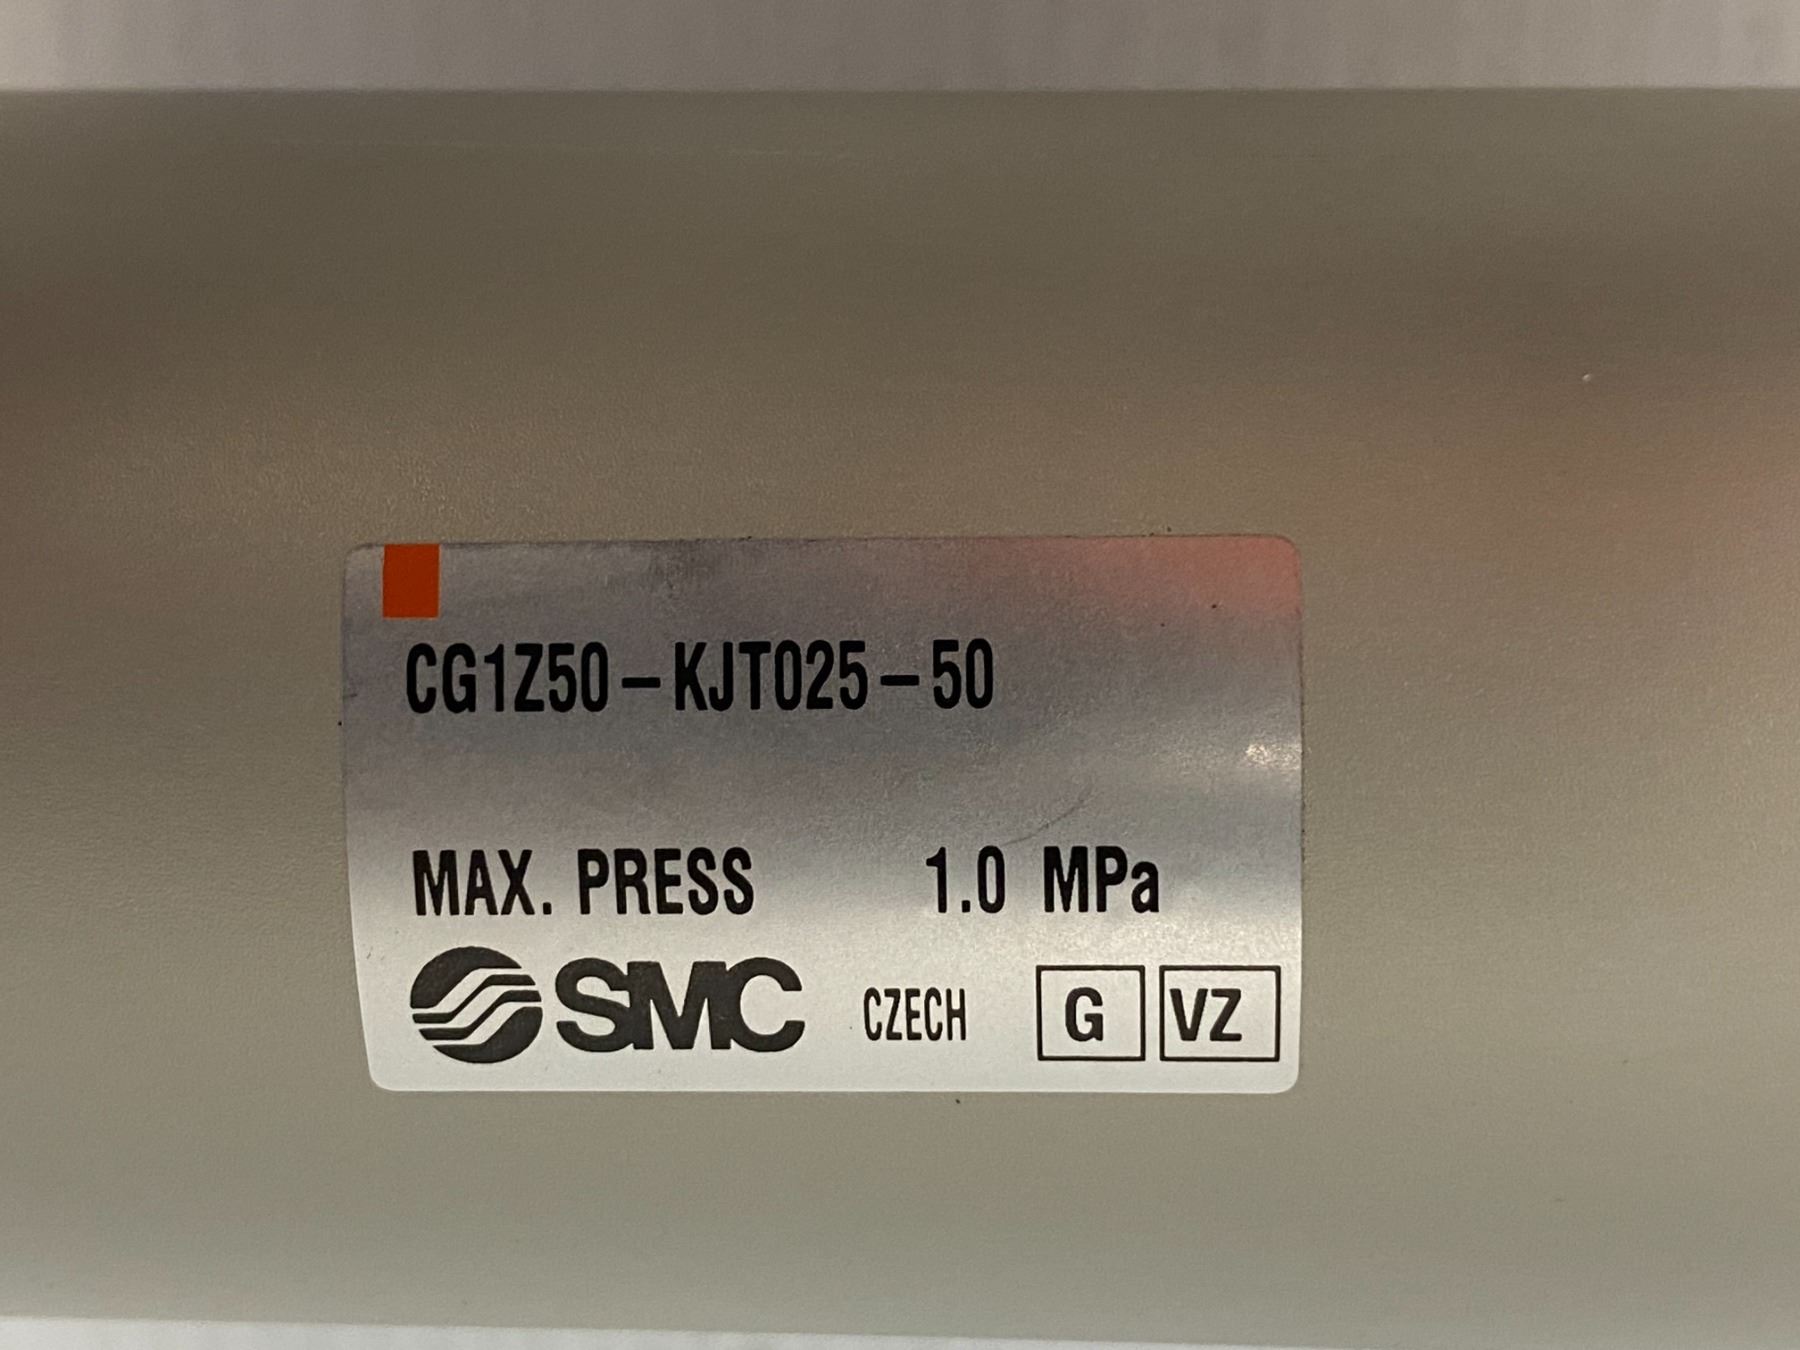 CG1Z50-KJT025-50
MAX. PRESS 1.0 MPa
SMC CZECH G VZ